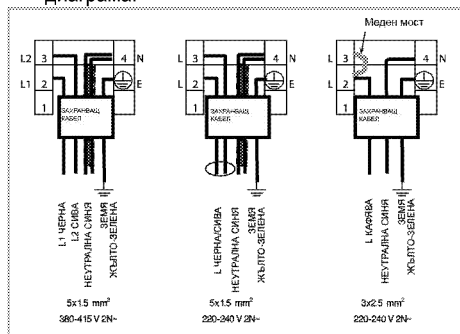 диаграма.
Меден мост
L2 3 4 N
L1 2 E
1
ЗАХРАНВАЩ
КАБЕЛ
L1 ЧЕРНА
L2 СИВА
НЕУТРАЛНА СИНЯ
ЗЕМЯ
ЖЪЛТО-ЗЕЛЕНА
5x1.5 mm²
380-415 V 2N~
L 3 4 N
L 2 E
1
ЗАХРАНВАЩ
КАБЕЛ
L ЧЕРНА/СИВА
НЕУТРАЛНА СИНЯ
ЗЕМЯ
ЖЪЛТО-ЗЕЛЕНА
5x1.5 mm²
220-240 V 2N~
L 3 4 N
L 2 E
1
ЗАХРАНВАЩ
КАБЕЛ
L КАФЯВА
НЕУТРАЛНА СИНЯ
ЗЕМЯ
ЖЪЛТО-ЗЕЛЕНА
3x2.5 mm²
220-240 V 2N~